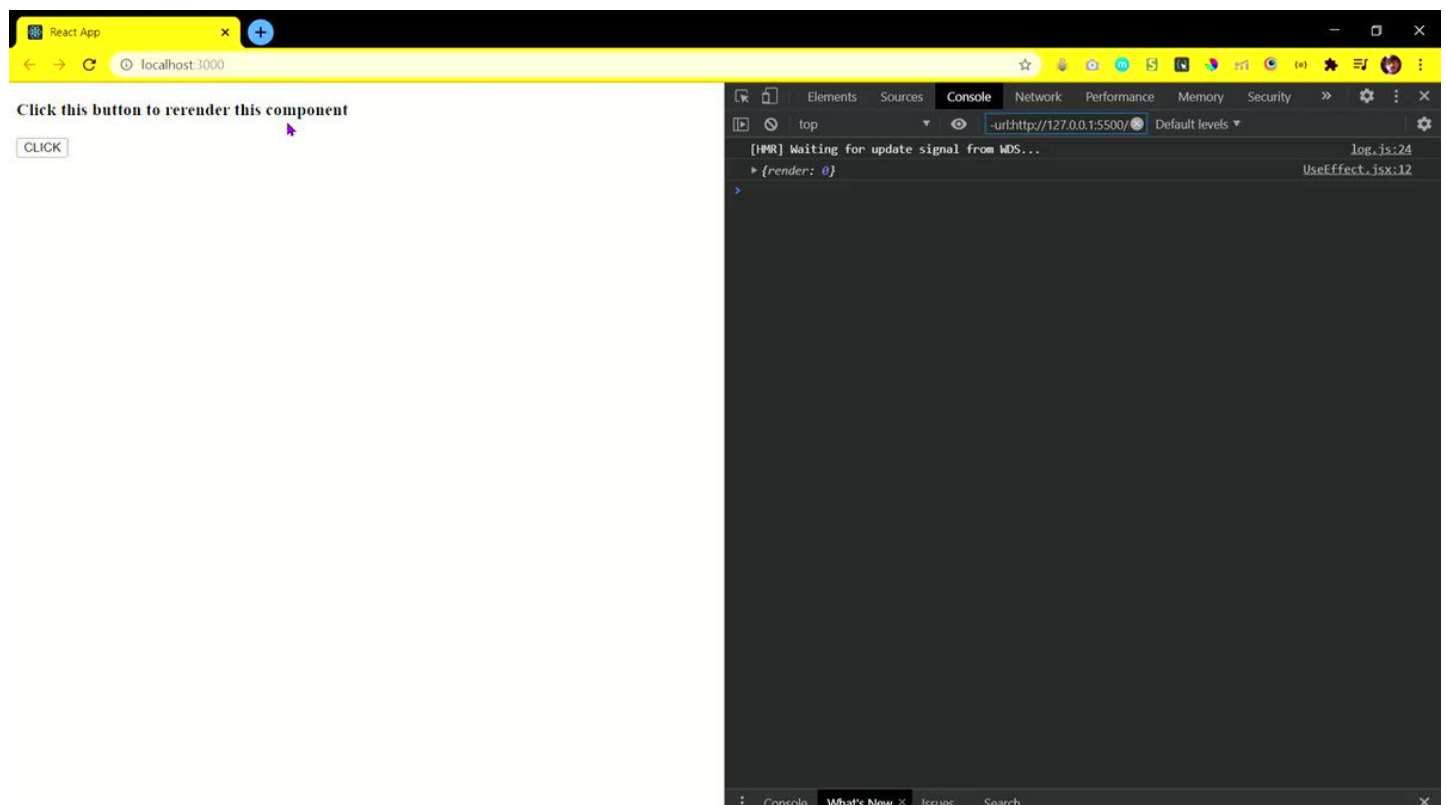 React App
localhost:3000
Click this button to rerender this component
CLICK
Elements Sources Console Network Performance Memory Security
top -url:http://127.0.0.1:5500/ Default levels
[HMR] Waiting for update signal from WDS... log.js:24
{render: 0} UseEffect.jsx:12
Console What's New Issues Search